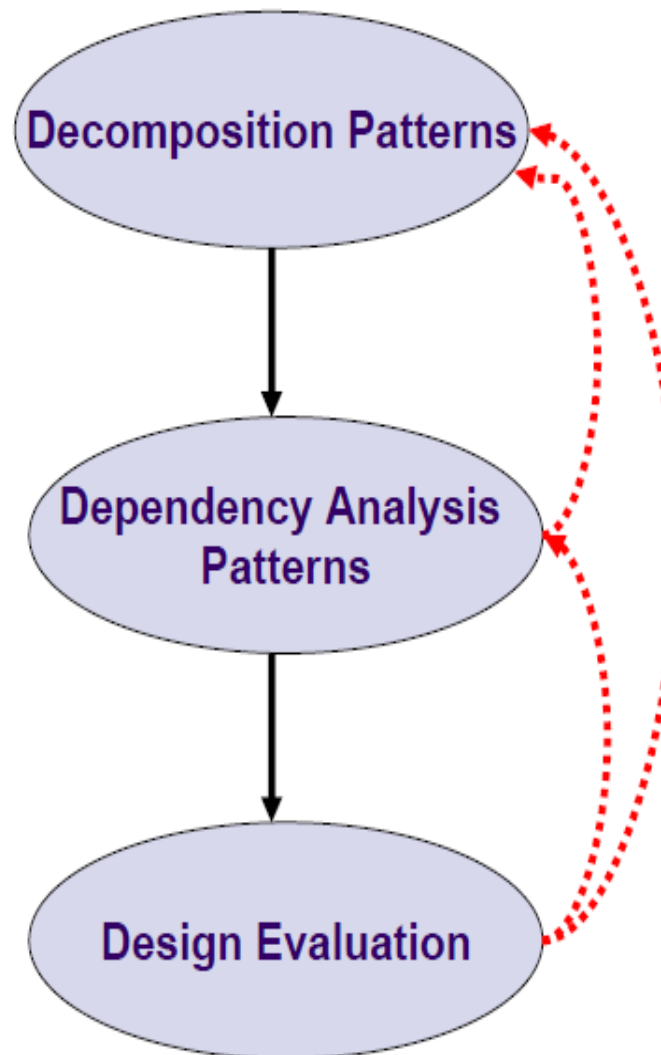 Decomposition Patterns
Dependency Analysis
Patterns
Design Evaluation